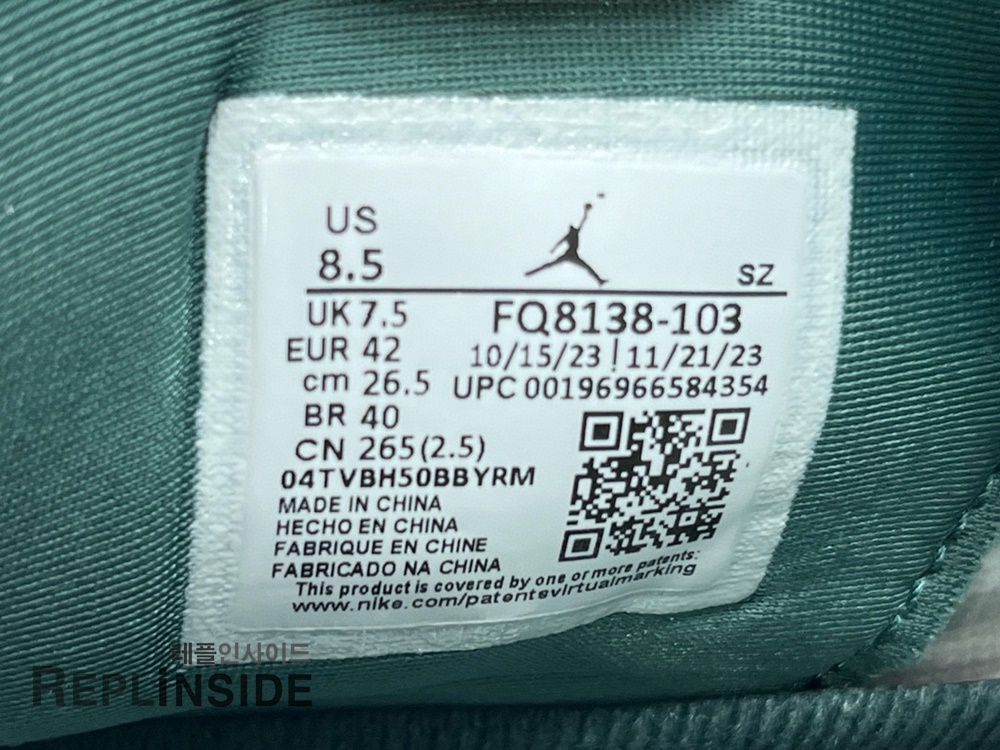 US
8.5
SZ
UK 7.5
FQ8138-103
EUR 42
10/15/23 | 11/21/23
cm 26.5
UPC 00196966584354
BR 40
CN 265(2.5)
04TVBH50BBYRM
MADE IN CHINA
HECHO EN CHINA
FABRIQUE EN CHINE
FABRICADO NA CHINA
This product is covered by one or more patents:
www.nike.com/patentsvirtualmarking
레플인사이드
REPLINSIDE